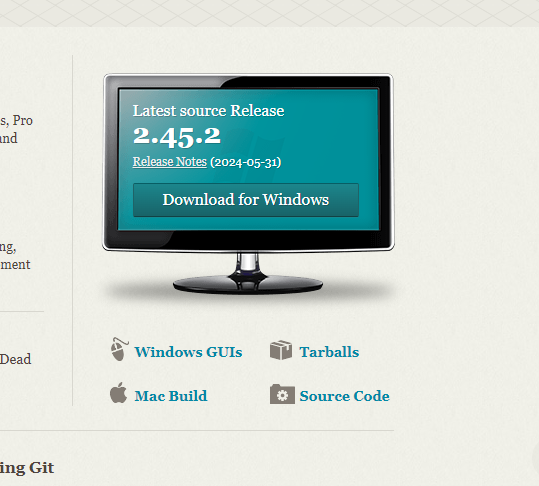 s, Pro
and
Latest source Release
2.45.2
Release Notes (2024-05-31)
Download for Windows
ng,
ment
Dead
Windows GUIs
Tarballs
Mac Build
Source Code
ing Git